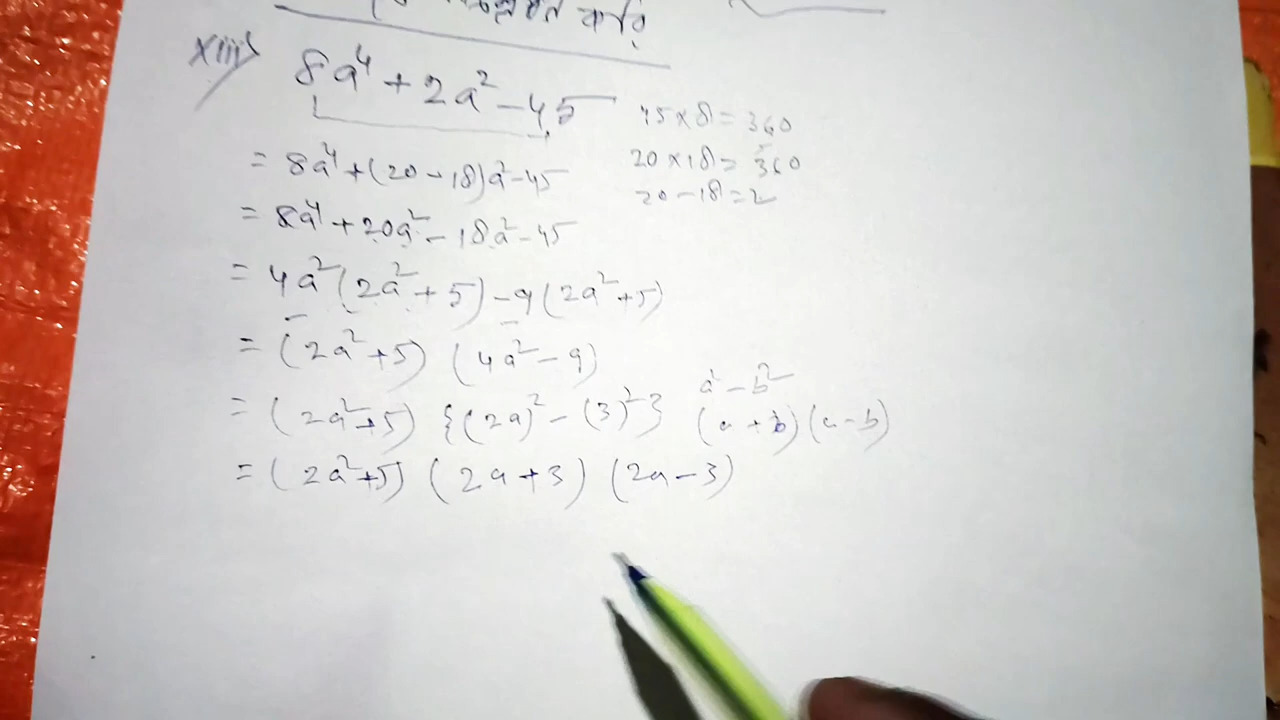 করি
xiii) 8a⁴ + 2a² - 45
45 × 8 = 360
= 8a⁴ + (20 - 18)a² - 45
20 × 18 = 360
20 - 18 = 2
= 8a⁴ + 20a² - 18a² - 45
= 4a² (2a² + 5) - 9 (2a² + 5)
= (2a² + 5) (4a² - 9)
a² - b²
= (2a² + 5) {(2a)² - (3)²}
(a + b) (a - b)
= (2a² + 5) (2a + 3) (2a - 3)